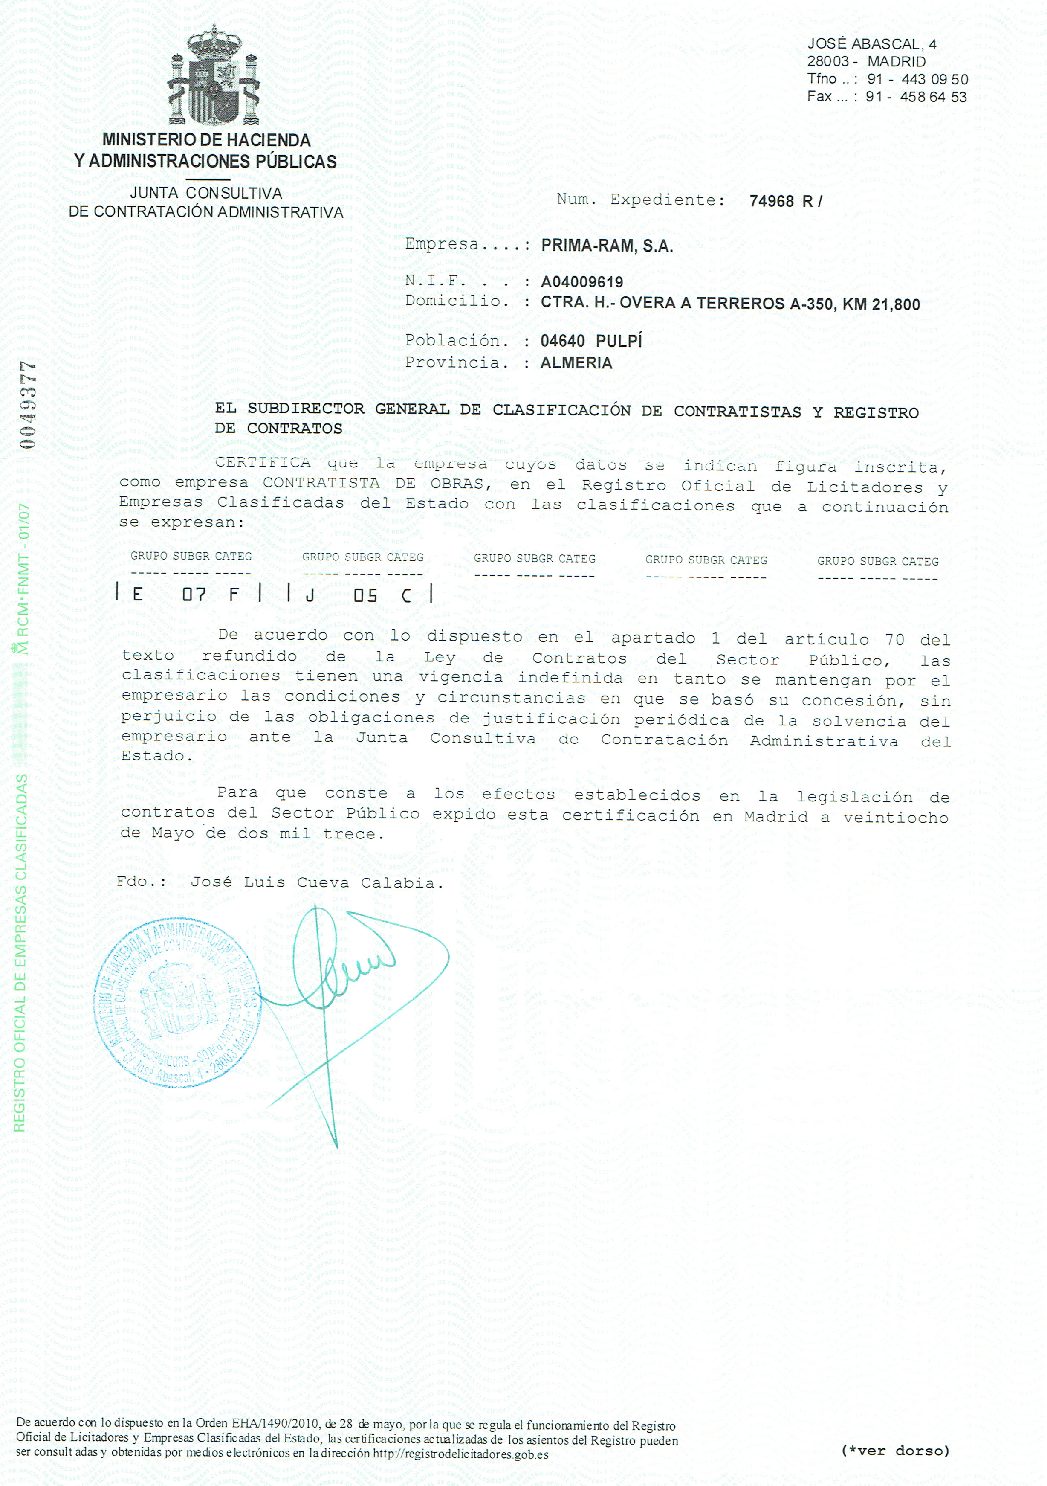 JOSÉ ABASCAL, 4
28003 - MADRID
Tfno .. : 91 - 443 09 50
Fax ... : 91 - 458 64 53
MINISTERIO DE HACIENDA
Y ADMINISTRACIONES PÚBLICAS
JUNTA CONSULTIVA
DE CONTRATACIÓN ADMINISTRATIVA
Num. Expediente: 74968 R /
Empresa....: PRIMA-RAM, S.A.
N.I.F. . . : A04009619
Domicilio. : CTRA. H.- OVERA A TERREROS A-350, KM 21,800
Población. : 04640 PULPÍ
Provincia. : ALMERIA
0049377
EL SUBDIRECTOR GENERAL DE CLASIFICACIÓN DE CONTRATISTAS Y REGISTRO
DE CONTRATOS
CERTIFICA que la empresa cuyos datos se indican figura inscrita,
como empresa CONTRATISTA DE OBRAS, en el Registro Oficial de Licitadores y
Empresas Clasificadas del Estado con las clasificaciones que a continuación
se expresan:
GRUPO SUBGR CATEG GRUPO SUBGR CATEG GRUPO SUBGR CATEG GRUPO SUBGR CATEG GRUPO SUBGR CATEG
----- ----- ----- ----- ----- ----- ----- ----- ----- ----- ----- ----- ----- ----- -----
| E 07 F | | J 05 C |
De acuerdo con lo dispuesto en el apartado 1 del artículo 70 del
texto refundido de la Ley de Contratos del Sector Público, las
clasificaciones tienen una vigencia indefinida en tanto se mantengan por el
empresario las condiciones y circunstancias en que se basó su concesión, sin
perjuicio de las obligaciones de justificación periódica de la solvencia del
empresario ante la Junta Consultiva de Contratación Administrativa del
Estado.
Para que conste a los efectos establecidos en la legislación de
contratos del Sector Público expido esta certificación en Madrid a veintiocho
de Mayo de dos mil trece.
Fdo.: José Luis Cueva Calabia.
REGISTRO OFICIAL DE EMPRESAS CLASIFICADAS
RCM-FNMT - 01/07
MINISTERIO DE HACIENDA Y ADMINISTRACIONES PÚBLICAS
De acuerdo con lo dispuesto en la Orden EHA/1490/2010, de 28 de mayo, por la que se regula el funcionamiento del Registro
Oficial de Licitadores y Empresas Clasificadas del Estado, las certificaciones actualizadas de los asientos del Registro pueden
ser consultadas y obtenidas por medios electrónicos en la dirección http://registrodelicitadores.gob.es
(*ver dorso)